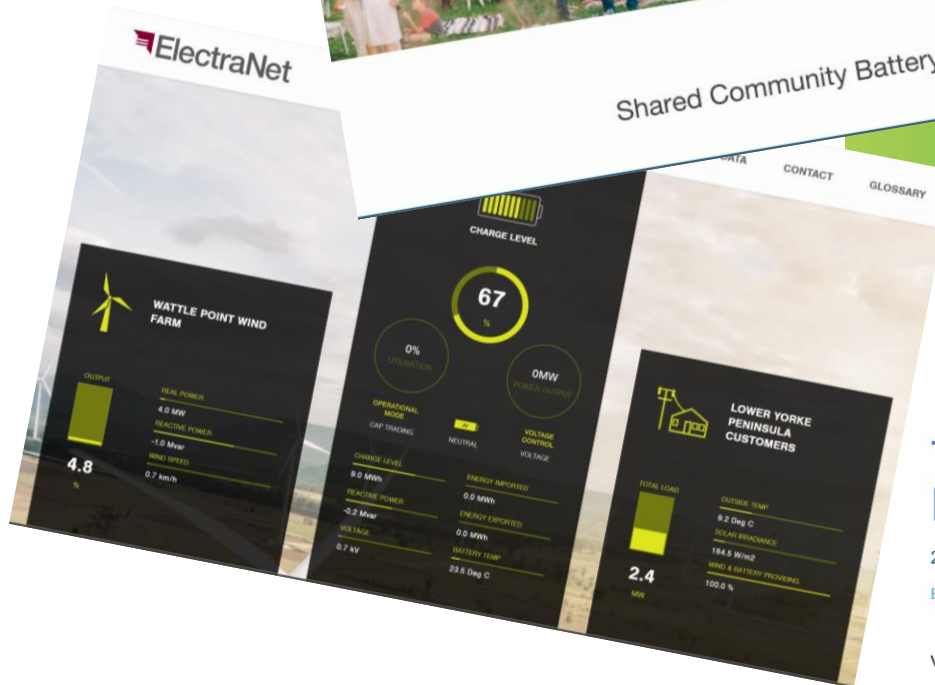 ElectraNet
Shared Community Battery
DATA
CONTACT
GLOSSARY
WATTLE POINT WIND
FARM
OUTPUT
4.8
%
REAL POWER
4.0 MW
REACTIVE POWER
-1.0 Mvar
WIND SPEED
0.7 km/h
CHARGE LEVEL
67
%
0%
UTILISATION
0MW
POWER OUTPUT
OPERATIONAL
MODE
CAP TRADING
NEUTRAL
VOLTAGE
CONTROL
VOLTAGE
CHARGE LEVEL
9.0 MWh
REACTIVE POWER
-0.2 Mvar
VOLTAGE
0.7 kV
ENERGY IMPORTED
0.0 MWh
ENERGY EXPORTED
0.0 MWh
BATTERY TEMP
23.5 Deg C
LOWER YORKE
PENINSULA
CUSTOMERS
TOTAL LOAD
2.4
MW
OUTSIDE TEMP
9.2 Deg C
SOLAR IRRADIANCE
184.5 W/m2
WIND & BATTERY PROVIDING
100.0 %